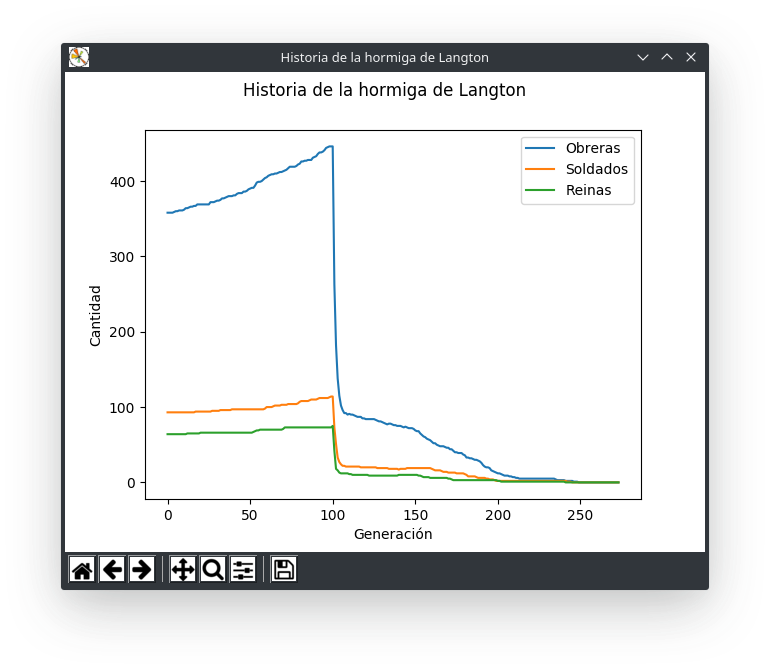 Historia de la hormiga de Langton
Historia de la hormiga de Langton
Obreras
Soldados
Reinas
400
300
200
100
0
Cantidad
0 50 100 150 200 250
Generación